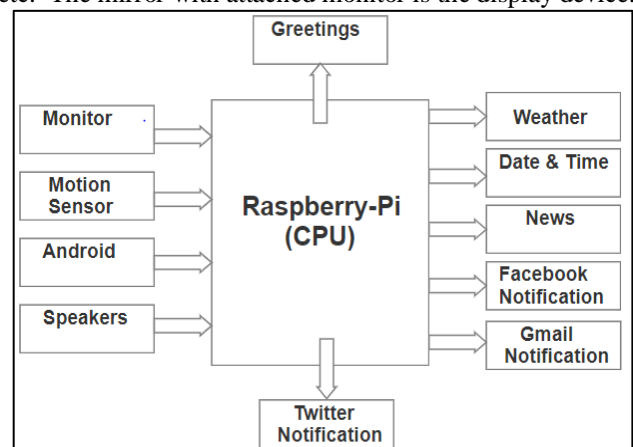 etc. The mirror with attached monitor is the display device.
Greetings
Monitor
Motion
Sensor
Android
Speakers
Raspberry-Pi
(CPU)
Weather
Date & Time
News
Facebook
Notification
Gmail
Notification
Twitter
Notification